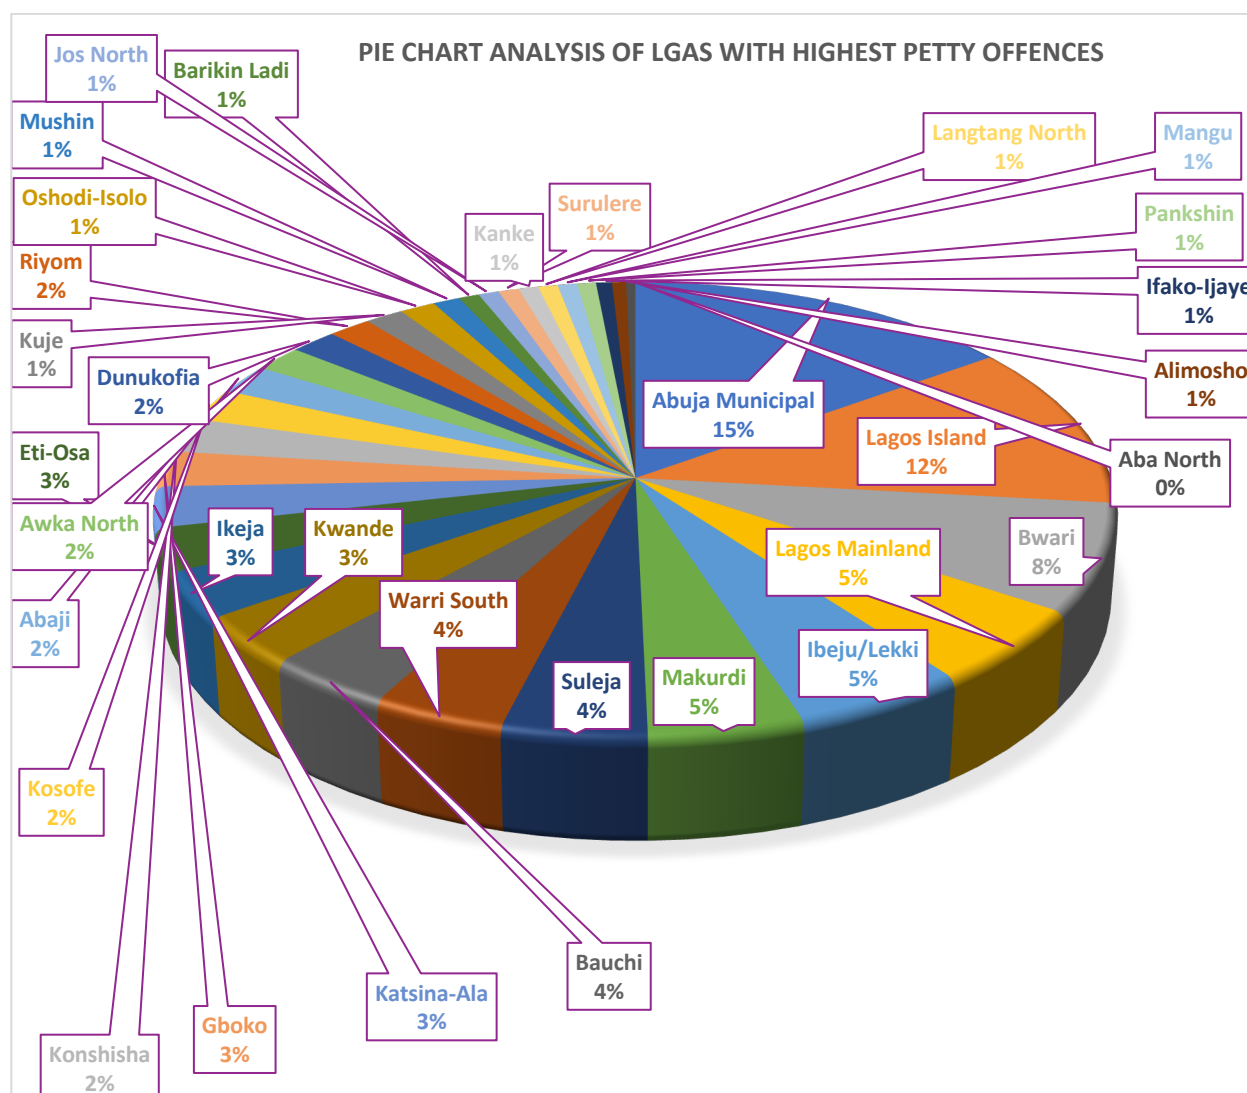 PIE CHART ANALYSIS OF LGAS WITH HIGHEST PETTY OFFENCES
Jos North
1%
Barikin Ladi
1%
Mushin
1%
Langtang North
1%
Mangu
1%
Oshodi-Isolo
1%
Kanke
1%
Surulere
1%
Pankshin
1%
Riyom
2%
Ifako-Ijaye
1%
Kuje
1%
Dunukofia
2%
Abuja Municipal
15%
Alimosho
1%
Eti-Osa
3%
Lagos Island
12%
Aba North
0%
Awka North
2%
Ikeja
3%
Kwande
3%
Lagos Mainland
5%
Bwari
8%
Abaji
2%
Warri South
4%
Suleja
4%
Makurdi
5%
Ibeju/Lekki
5%
Kosofe
2%
Bauchi
4%
Katsina-Ala
3%
Gboko
3%
Konshisha
2%